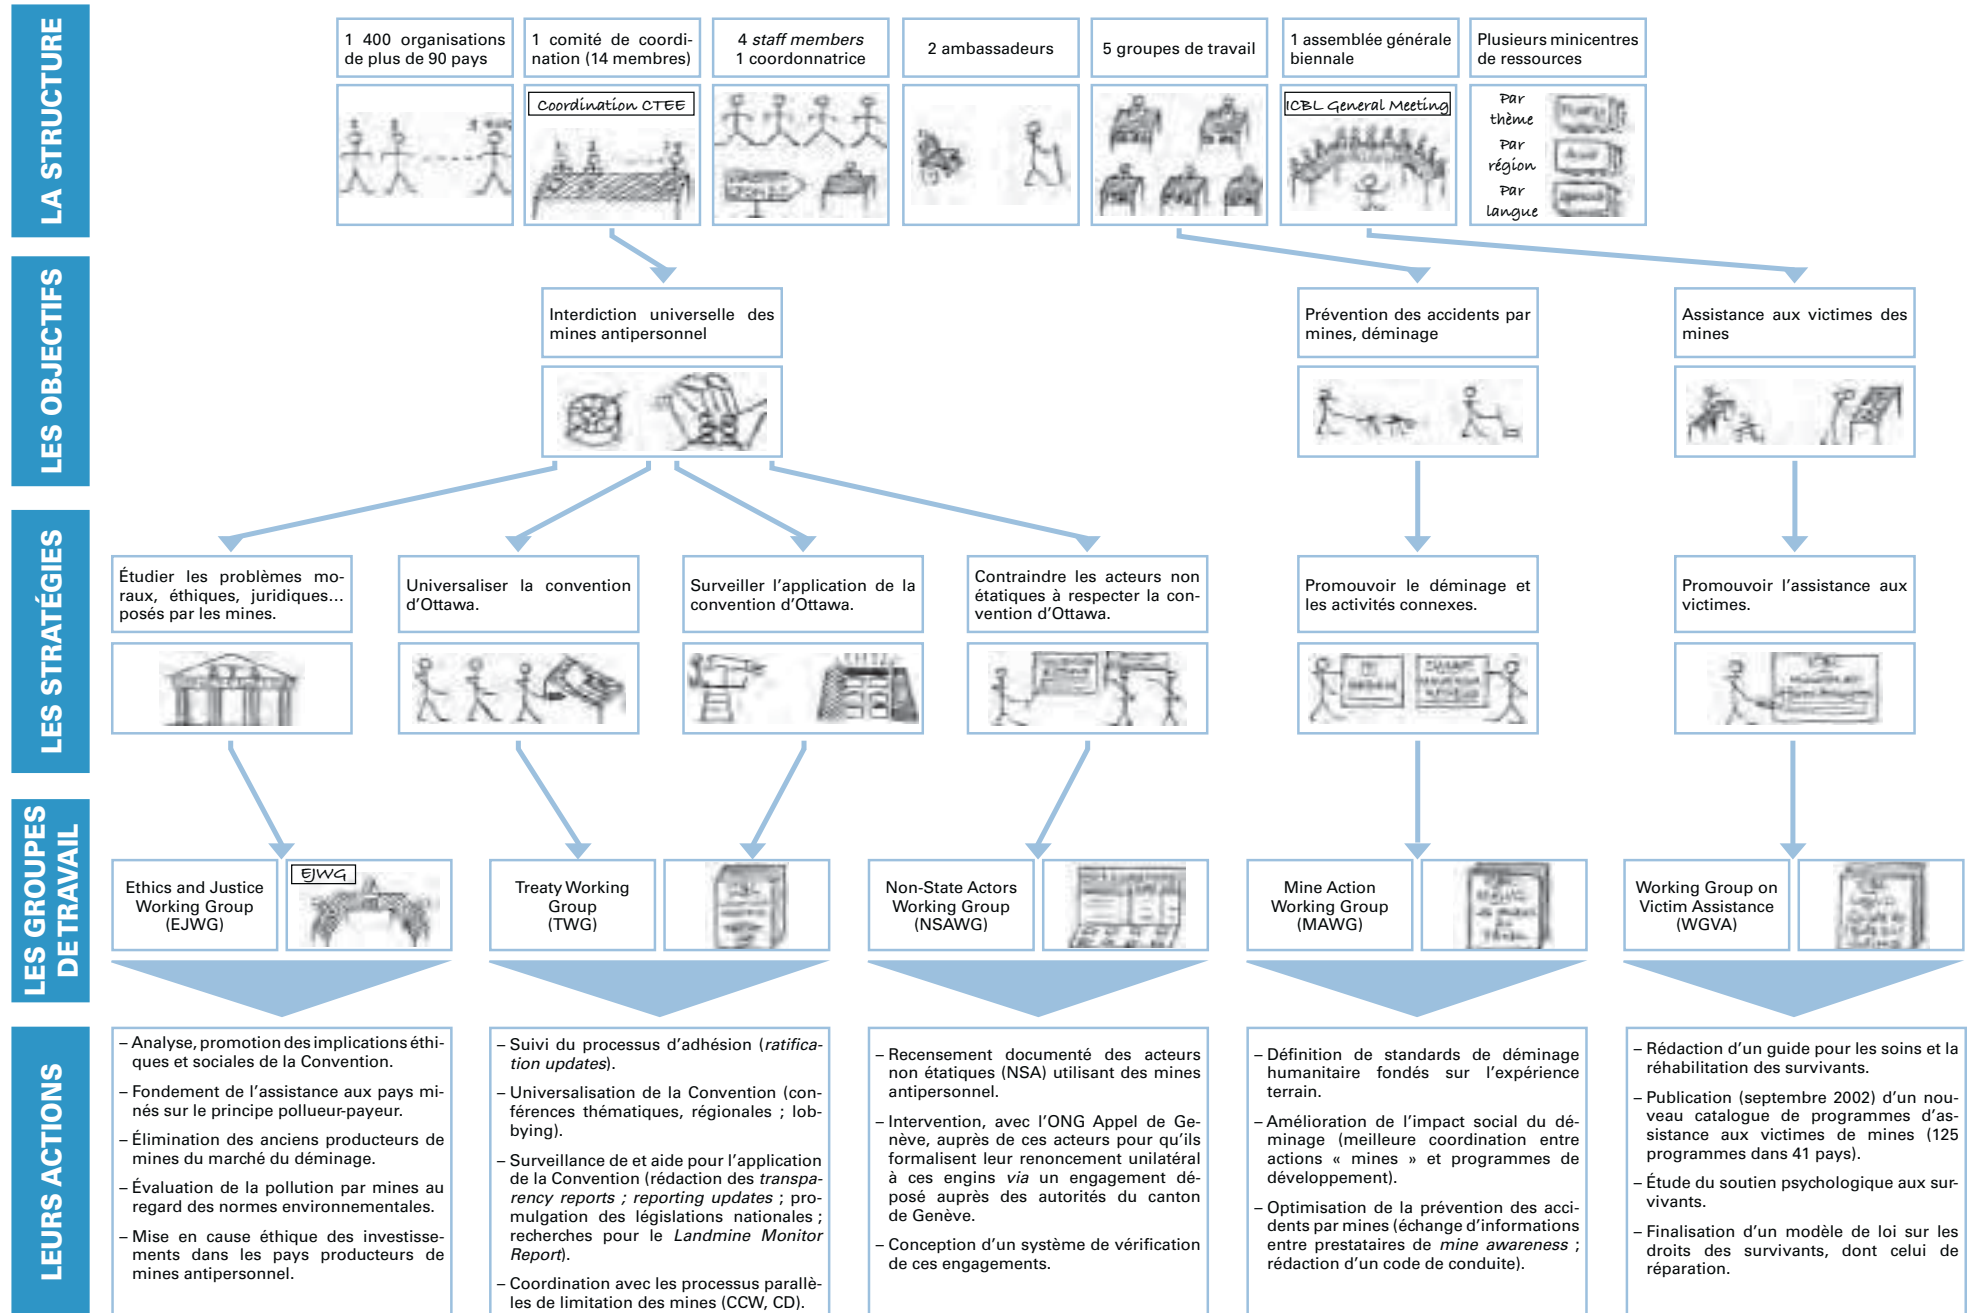 LA STRUCTURE
1 400 organisations
de plus de 90 pays
1 comité de coordi-
nation (14 membres)
4 staff members
1 coordonnatrice
2 ambassadeurs
5 groupes de travail
1 assemblée générale
biennale
Plusieurs minicentres
de ressources
Coordination CTEE
ICBL General Meeting
Par
thème
Par
région
Par
langue
LES OBJECTIFS
Interdiction universelle des
mines antipersonnel
Prévention des accidents par
mines, déminage
Assistance aux victimes des
mines
LES STRATÉGIES
Étudier les problèmes mo-
raux, éthiques, juridiques...
posés par les mines.
Universaliser la convention
d'Ottawa.
Surveiller l'application de la
convention d'Ottawa.
Contraindre les acteurs non
étatiques à respecter la con-
vention d'Ottawa.
Promouvoir le déminage et
les activités connexes.
Promouvoir l'assistance aux
victimes.
LES GROUPES
DE TRAVAIL
Ethics and Justice
Working Group
(EJWG)
EJWG
Treaty Working
Group
(TWG)
Non-State Actors
Working Group
(NSAWG)
Mine Action
Working Group
(MAWG)
Working Group on
Victim Assistance
(WGVA)
LEURS ACTIONS
– Analyse, promotion des implications éthi-
ques et sociales de la Convention.
– Fondement de l'assistance aux pays mi-
nés sur le principe pollueur-payeur.
– Élimination des anciens producteurs de
mines du marché du déminage.
– Évaluation de la pollution par mines au
regard des normes environnementales.
– Mise en cause éthique des investisse-
ments dans les pays producteurs de
mines antipersonnel.
– Suivi du processus d'adhésion (ratifica-
tion updates).
– Universalisation de la Convention (con-
férences thématiques, régionales ; lob-
bying).
– Surveillance de et aide pour l'application
de la Convention (rédaction des transpa-
rency reports ; reporting updates ; pro-
mulgation des législations nationales ;
recherches pour le Landmine Monitor
Report).
– Coordination avec les processus parallè-
les de limitation des mines (CCW, CD).
– Recensement documenté des acteurs
non étatiques (NSA) utilisant des mines
antipersonnel.
– Intervention, avec l'ONG Appel de Ge-
nève, auprès de ces acteurs pour qu'ils
formalisent leur renoncement unilatéral
à ces engins via un engagement dé-
posé auprès des autorités du canton
de Genève.
– Conception d'un système de vérification
de ces engagements.
– Définition de standards de déminage
humanitaire fondés sur l'expérience
terrain.
– Amélioration de l'impact social du dé-
minage (meilleure coordination entre
actions « mines » et programmes de
développement).
– Optimisation de la prévention des acci-
dents par mines (échange d'informations
entre prestataires de mine awareness ;
rédaction d'un code de conduite).
– Rédaction d'un guide pour les soins et la
réhabilitation des survivants.
– Publication (septembre 2002) d'un nou-
veau catalogue de programmes d'as-
sistance aux victimes de mines (125
programmes dans 41 pays).
– Étude du soutien psychologique aux sur-
vivants.
– Finalisation d'un modèle de loi sur les
droits des survivants, dont celui de
réparation.